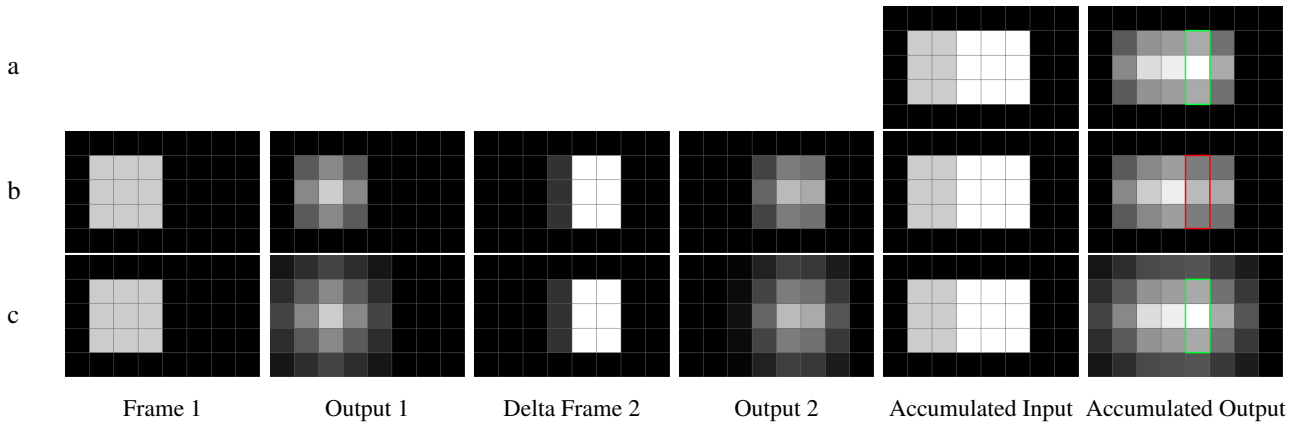 a
b
c
Frame 1 Output 1 Delta Frame 2 Output 2 Accumulated Input Accumulated Output